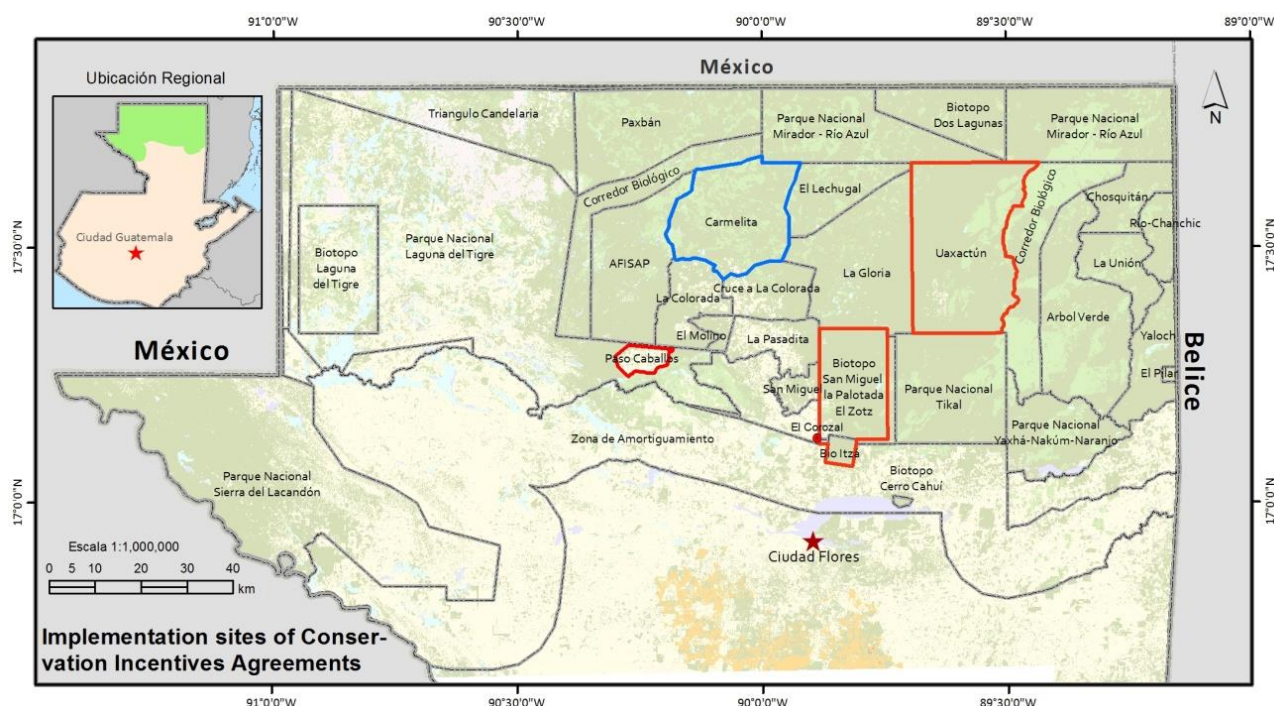 91°0'0"W
90°30'0"W
90°0'0"W
89°30'0"W
89°0'0"W
México
Ubicación Regional
Ciudad Guatemala
N
Triangulo Candelaria
Paxbán
Parque Nacional
Mirador - Río Azul
Biotopo
Dos Lagunas
Parque Nacional
Mirador - Río Azul
Corredor Biológico
El Lechugal
Carmelita
Corredor Biológico
Chosquitán
Río-Chanchic
17°30'0"N
17°30'0"N
Biotopo
Laguna
del Tigre
Parque Nacional
Laguna del Tigre
AFISAP
Uaxactún
La Unión
La Gloria
Cruce a La Colorada
La Colorada
Arbol Verde
El Molino
La Pasadita
Yaloch
México
Belice
Paso Caballos
Biotopo
San Miguel
la Palotada
El Zotz
San Miguel
Parque Nacional
Tikal
El Pilar
El Corozal
Zona de Amortiguamiento
Bio Itza
Parque Nacional
Yaxhá-Nakúm-Naranjo
Biotopo
Cerro Cahuí
Parque Nacional
Sierra del Lacandón
17°0'0"N
17°0'0"N
Escala 1:1,000,000
0 5 10 20 30 40
km
Ciudad Flores
Implementation sites of Conser-
vation Incentives Agreements
91°0'0"W
90°30'0"W
90°0'0"W
89°30'0"W